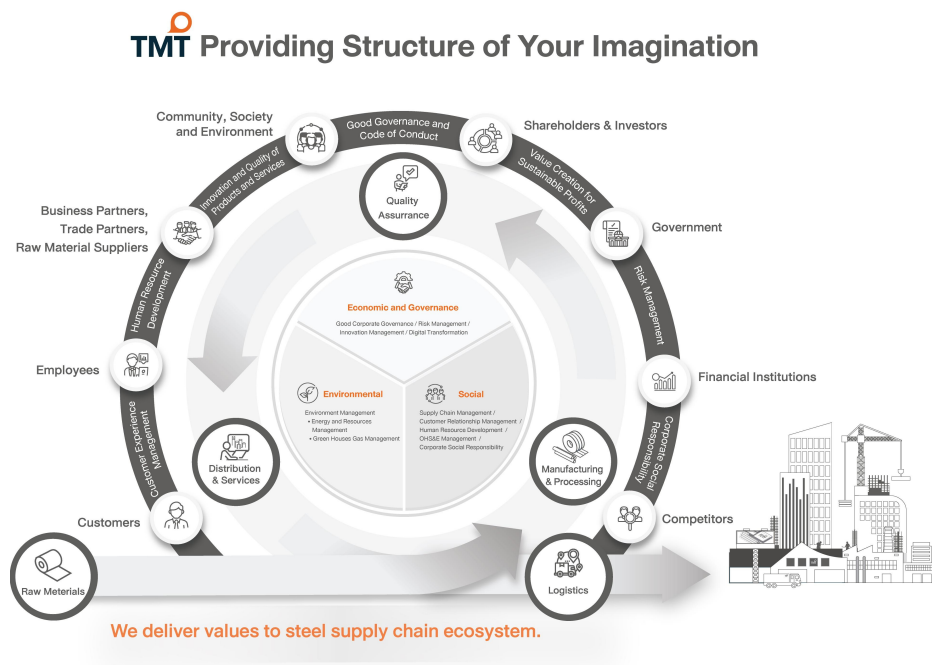 TMT Providing Structure of Your Imagination
Community, Society
and Environment
Good Governance and
Code of Conduct
Shareholders & Investors
Innovation and Quality of
Products and Services
Value Creation for
Sustainable Profits
Quality
Assurrance
Business Partners,
Trade Partners,
Raw Material Suppliers
Government
Human Resource
Development
Risk Management
Economic and Governance
Good Corporate Governance / Risk Management /
Innovation Management / Digital Transformation
Employees
Financial Institutions
Environmental
Environment Management
• Energy and Resources
Management
• Green Houces Gas Management
Social
Supply Chain Management /
Customer Relationship Management /
Human Resource Development /
OHS&E Management /
Corporate Social Responsibility
Customer Experience
Management
Corporate Social
Responsibility
Distribution
& Services
Manufacturing
& Processing
Customers
Competitors
Raw Meterials
Logistics
We deliver values to steel supply chain ecosystem.